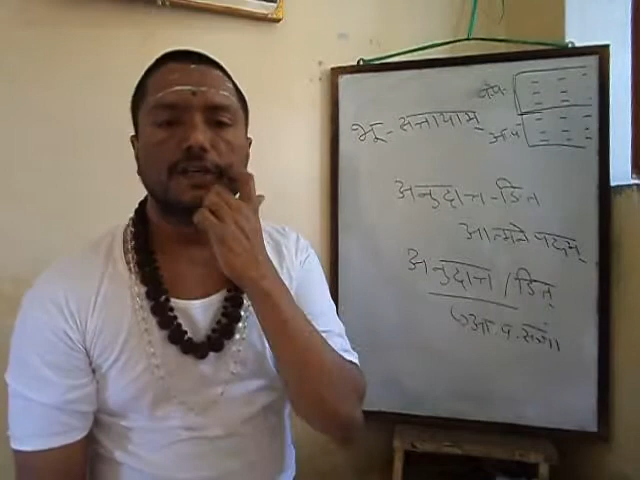 प॰प॰
भू - सत्तायाम्
आ॰प॰
अनुदात्त-ङित
आत्मने पदम्
अनुदात्त / ङित्
आ॰ प॰ संज्ञा